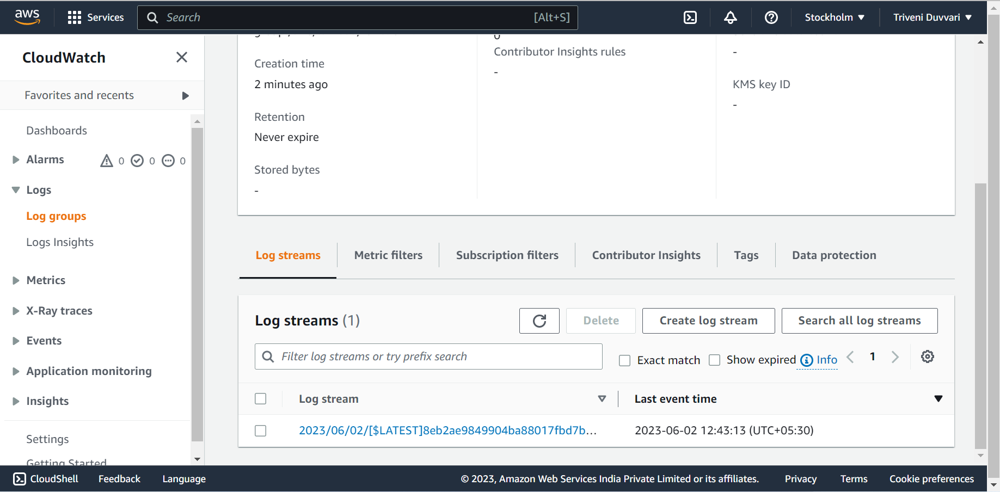 aws
Services
Search
[Alt+S]
Stockholm
Triveni Duvvari
CloudWatch
Favorites and recents
Dashboards
Alarms
0
0
0
Logs
Log groups
Logs Insights
Metrics
X-Ray traces
Events
Application monitoring
Insights
Settings
Getting Started
Creation time
2 minutes ago
Retention
Never expire
Stored bytes
-
0
Contributor Insights rules
-
-
KMS key ID
-
Log streams
Metric filters
Subscription filters
Contributor Insights
Tags
Data protection
Log streams (1)
Delete
Create log stream
Search all log streams
Filter log streams or try prefix search
Exact match
Show expired
Info
1
Log stream
Last event time
2023/06/02/[$LATEST]8eb2ae9849904ba88017fbd7b...
2023-06-02 12:43:13 (UTC+05:30)
CloudShell
Feedback
Language
© 2023, Amazon Web Services India Private Limited or its affiliates.
Privacy
Terms
Cookie preferences